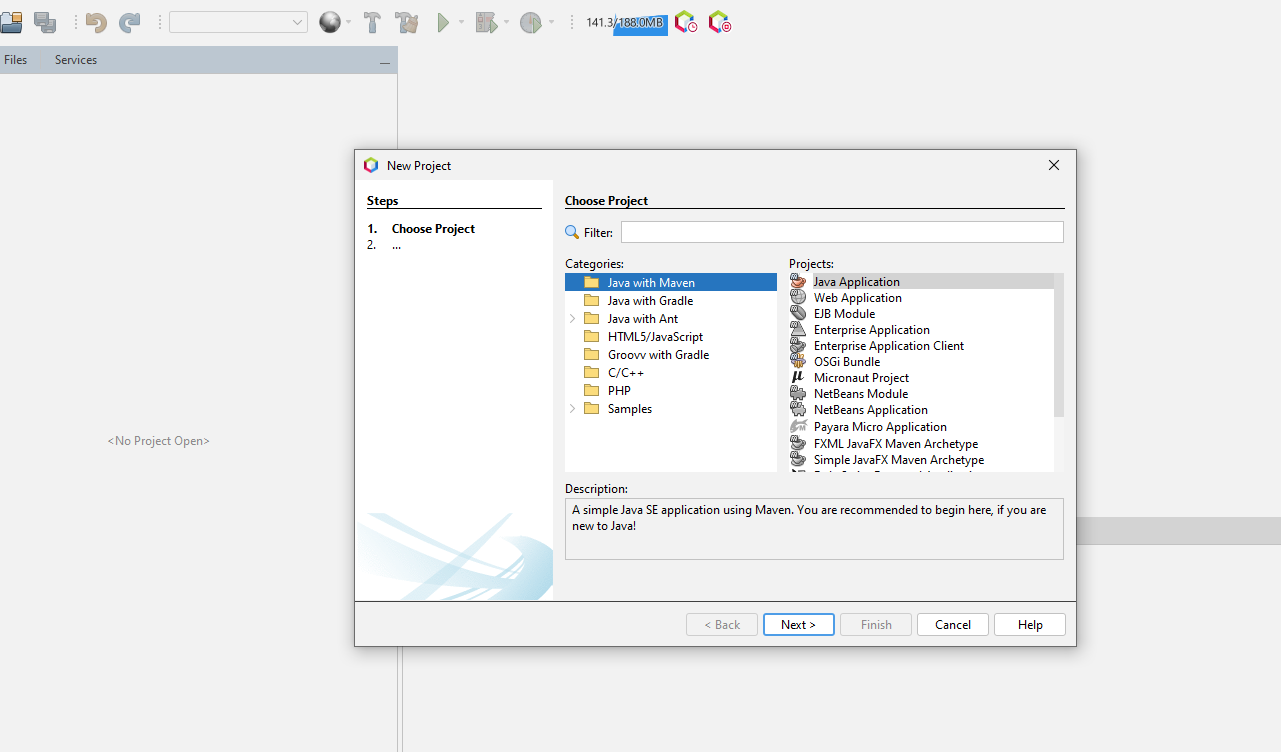 141.3/188.0MB
Files
Services
New Project
Steps
1. Choose Project
2. ...
Choose Project
Filter:
Categories:
Java with Maven
Java with Gradle
Java with Ant
HTML5/JavaScript
Groovy with Gradle
C/C++
PHP
Samples
Projects:
Java Application
Web Application
EJB Module
Enterprise Application
Enterprise Application Client
OSGi Bundle
Micronaut Project
NetBeans Module
NetBeans Application
Payara Micro Application
FXML JavaFX Maven Archetype
Simple JavaFX Maven Archetype
<No Project Open>
Description:
A simple Java SE application using Maven. You are recommended to begin here, if you are
new to Java!
< Back
Next >
Finish
Cancel
Help